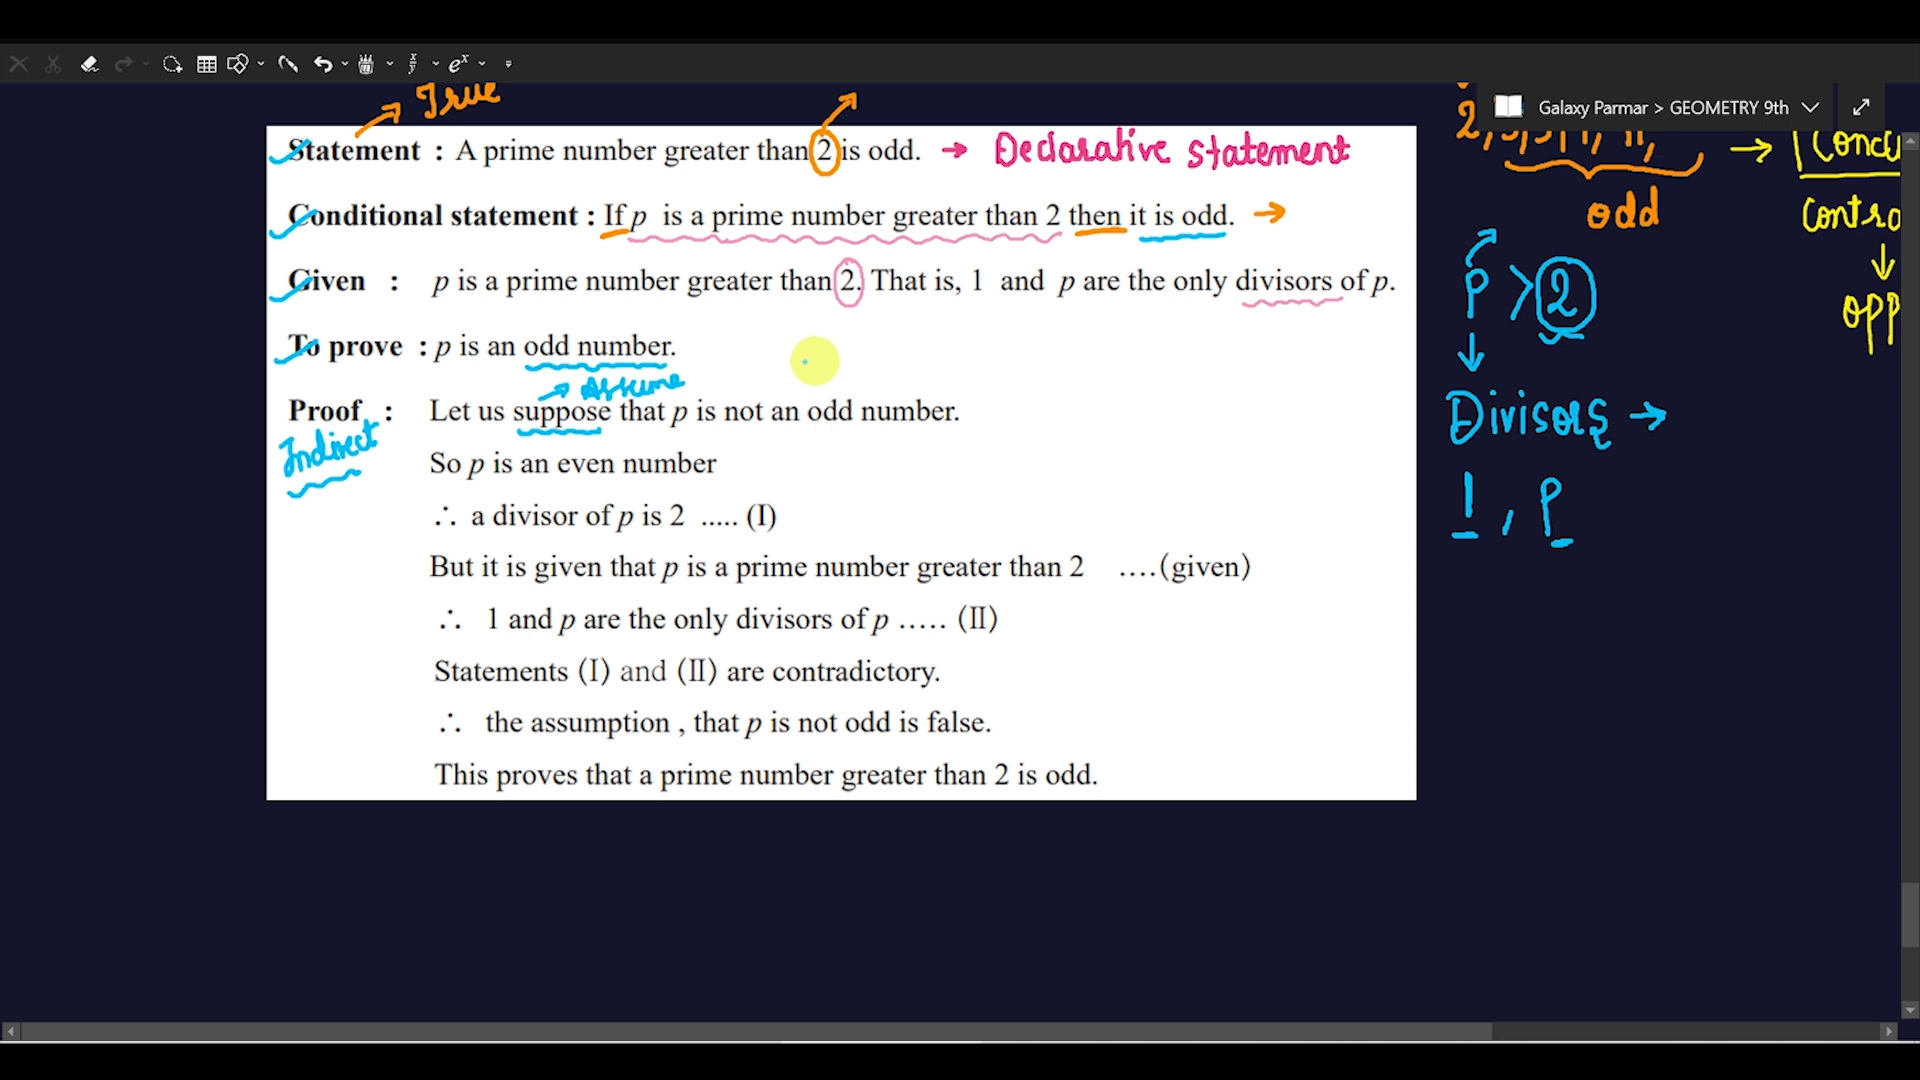 True
Galaxy Parmar > GEOMETRY 9th
Statement : A prime number greater than 2 is odd. → Declarative statement
Conditional statement : If p is a prime number greater than 2 then it is odd. →
odd
Given : p is a prime number greater than 2. That is, 1 and p are the only divisors of p.
p > 2
To prove : p is an odd number.
→ Assume
Proof : Let us suppose that p is not an odd number.
Indirect
Divisors →
So p is an even number
∴ a divisor of p is 2 ..... (I)
1 , p
But it is given that p is a prime number greater than 2 ....(given)
∴ 1 and p are the only divisors of p ..... (II)
Statements (I) and (II) are contradictory.
∴ the assumption , that p is not odd is false.
This proves that a prime number greater than 2 is odd.